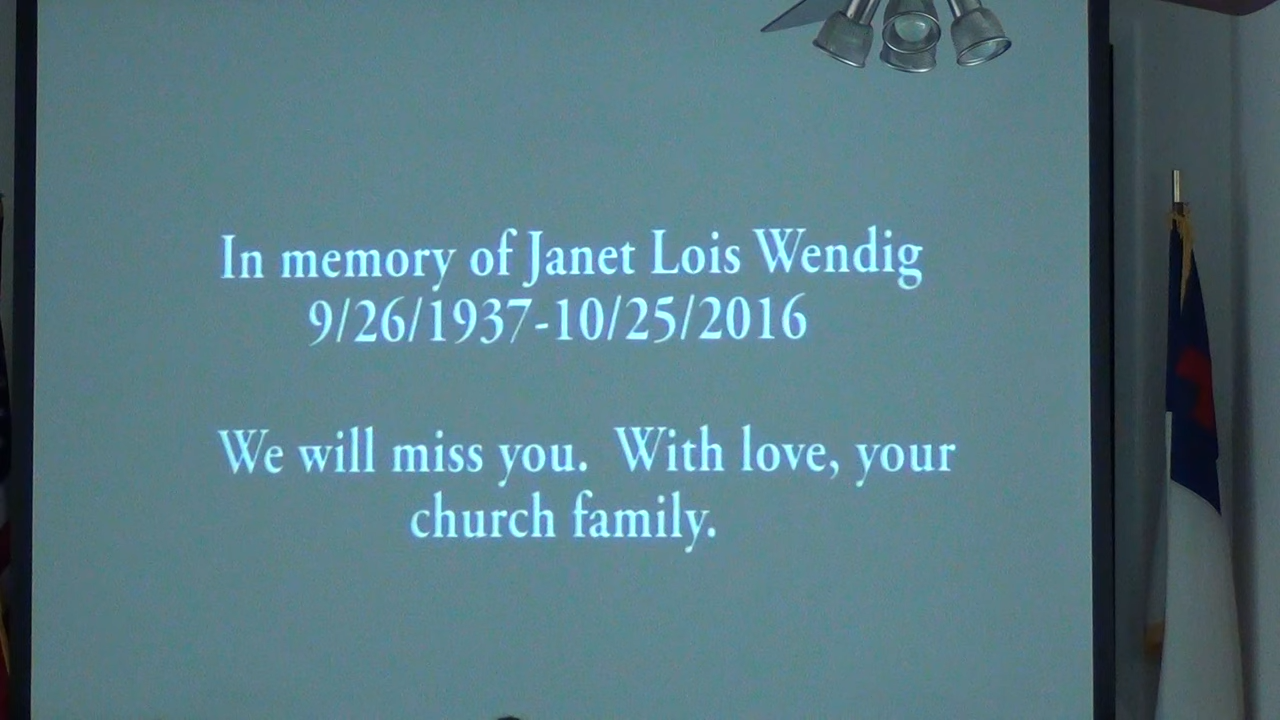 In memory of Janet Lois Wendig
9/26/1937-10/25/2016
We will miss you.  With love, your
church family.